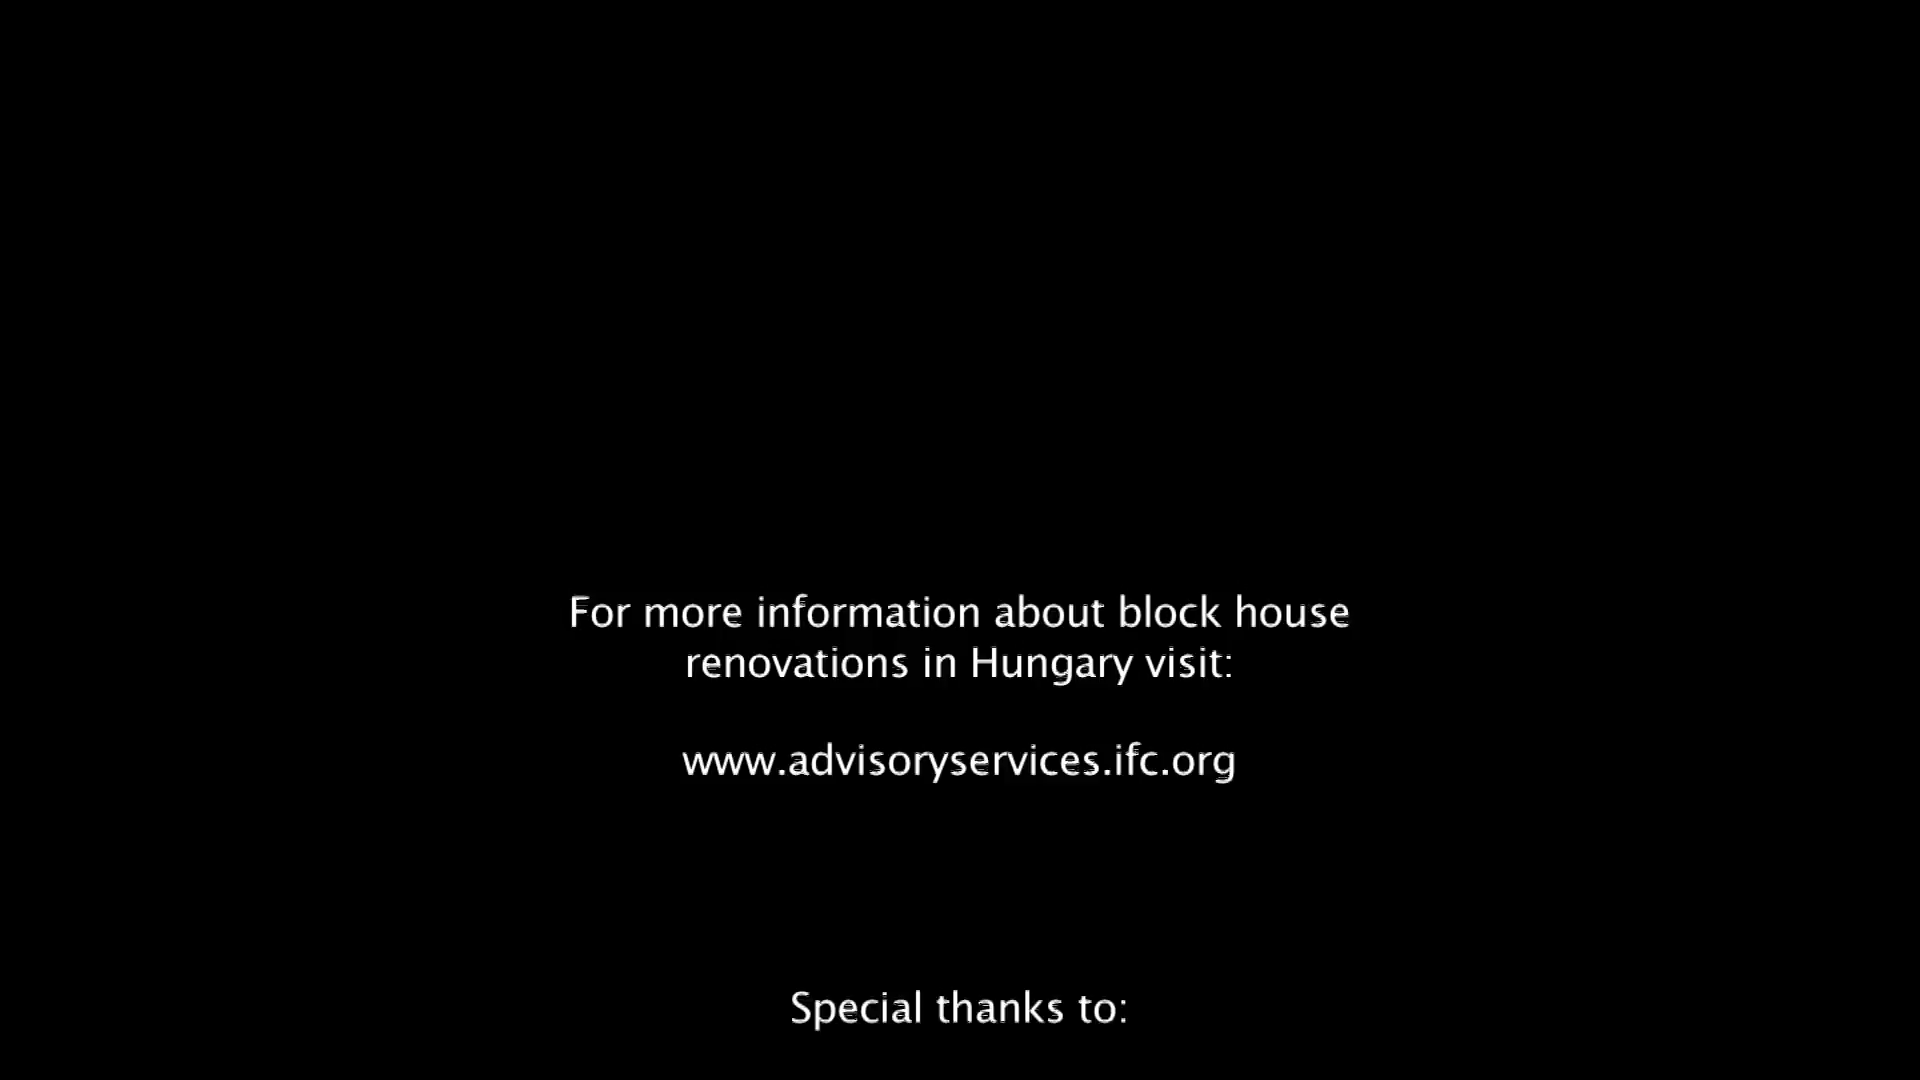 For more information about block house
renovations in Hungary visit:
www.advisoryservices.ifc.org
Special thanks to: